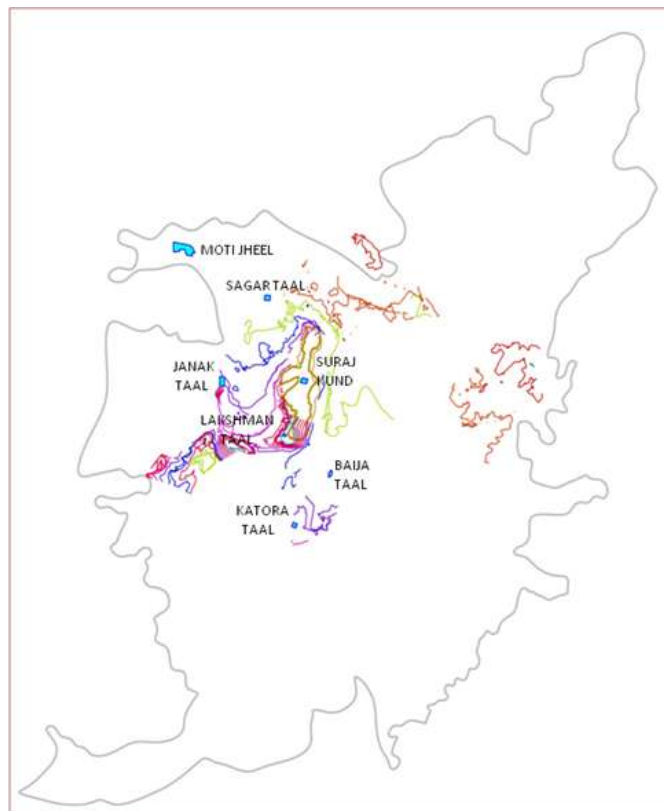 MOTI JHEEL
SAGAR TAAL
JANAK
TAAL
SURAJ
KUND
LAKSHMAN
TAAL
BAIJA
TAAL
KATORA
TAAL